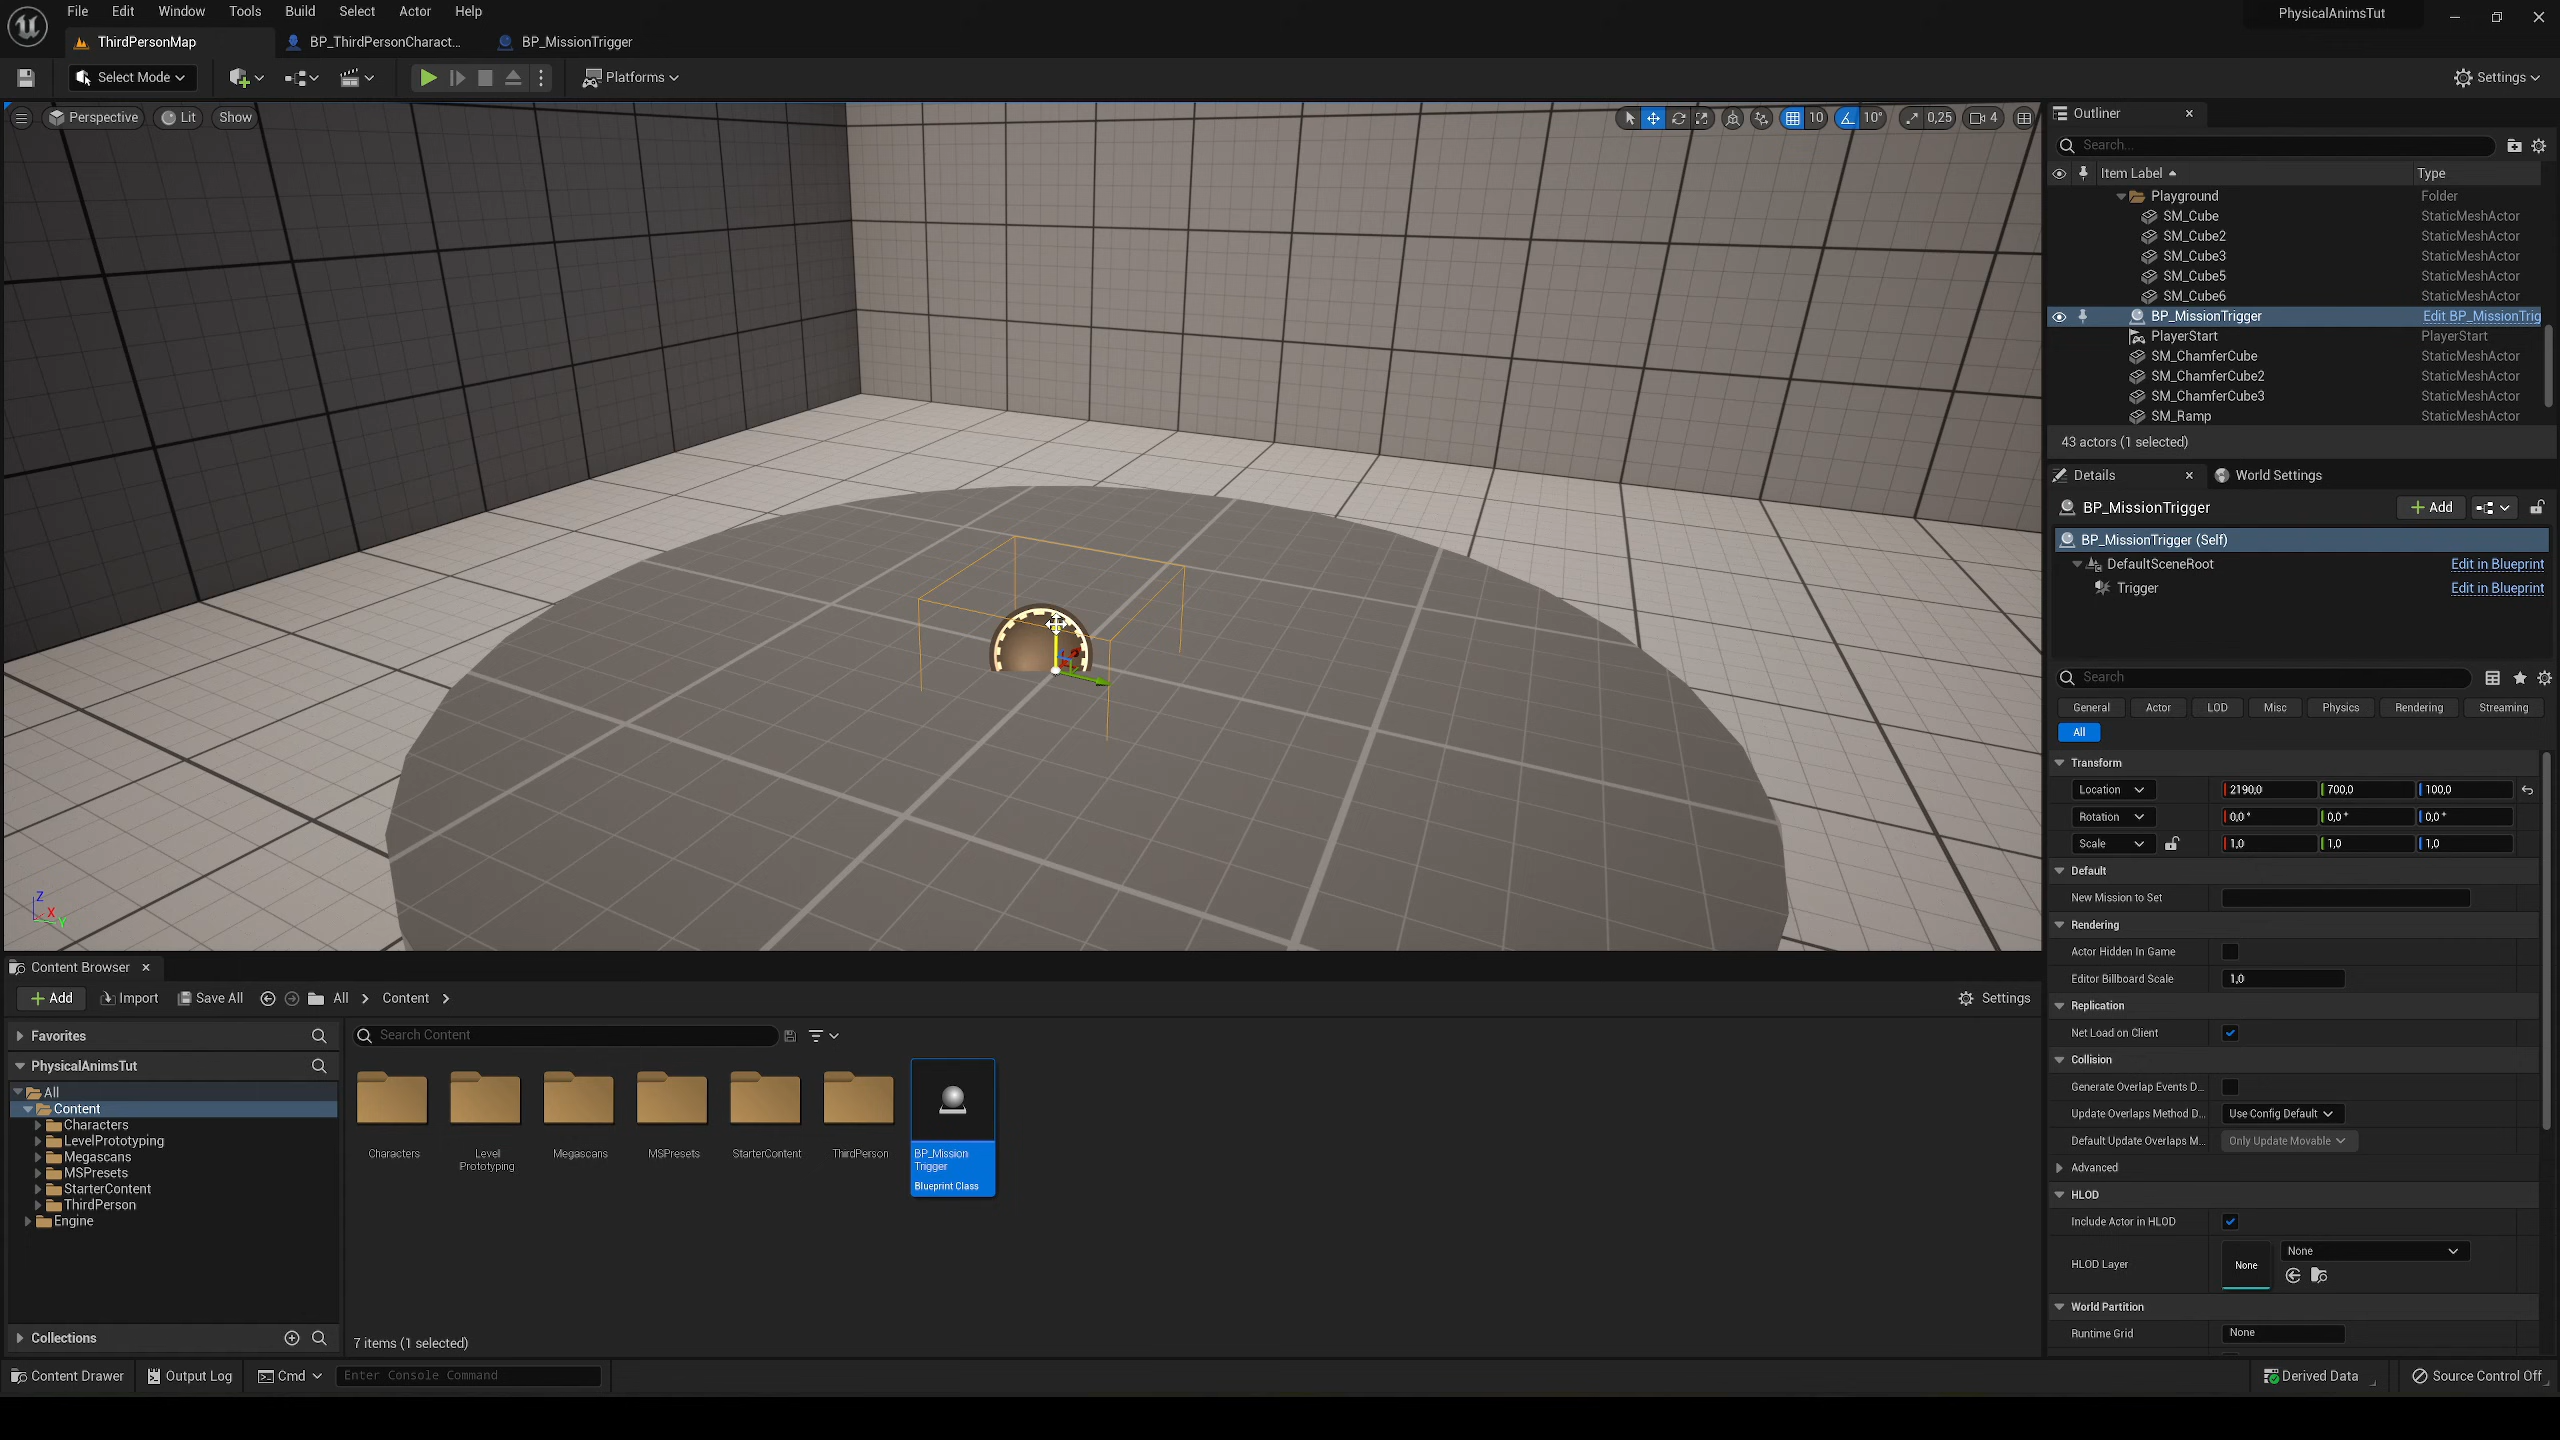 File Edit Window Tools Build Select Actor Help
PhysicalAnimsTut
ThirdPersonMap
BP_ThirdPersonCharact...
BP_MissionTrigger
Select Mode
Platforms
Settings
Perspective
Lit
Show
10
10°
0,25
4
Outliner
Search...
Item Label
Type
Playground
Folder
SM_Cube
StaticMeshActor
SM_Cube2
StaticMeshActor
SM_Cube3
StaticMeshActor
SM_Cube5
StaticMeshActor
SM_Cube6
StaticMeshActor
BP_MissionTrigger
Edit BP_MissionTrig
PlayerStart
PlayerStart
SM_ChamferCube
StaticMeshActor
SM_ChamferCube2
StaticMeshActor
SM_ChamferCube3
StaticMeshActor
SM_Ramp
StaticMeshActor
43 actors (1 selected)
Details
World Settings
BP_MissionTrigger
Add
BP_MissionTrigger (Self)
DefaultSceneRoot
Edit in Blueprint
Trigger
Edit in Blueprint
Search
General
Actor
LOD
Misc
Physics
Rendering
Streaming
All
Transform
Location
2190,0
700,0
100,0
Rotation
0,0 °
0,0 °
0,0 °
Scale
1,0
1,0
1,0
Default
New Mission to Set
Rendering
Actor Hidden In Game
Editor Billboard Scale
1,0
Replication
Net Load on Client
Collision
Generate Overlap Events D...
Update Overlaps Method D...
Use Config Default
Default Update Overlaps M...
Only Update Movable
Advanced
HLOD
Include Actor in HLOD
HLOD Layer
None
None
World Partition
Runtime Grid
None
Z
X
Y
Content Browser
Add
Import
Save All
All
Content
Settings
Favorites
PhysicalAnimsTut
All
Content
Characters
LevelPrototyping
Megascans
MSPresets
StarterContent
ThirdPerson
Engine
Collections
Search Content
Characters
Level
Prototyping
Megascans
MSPresets
StarterContent
ThirdPerson
BP_Mission
Trigger
Blueprint Class
7 items (1 selected)
Content Drawer
Output Log
Cmd
Enter Console Command
Derived Data
Source Control Off